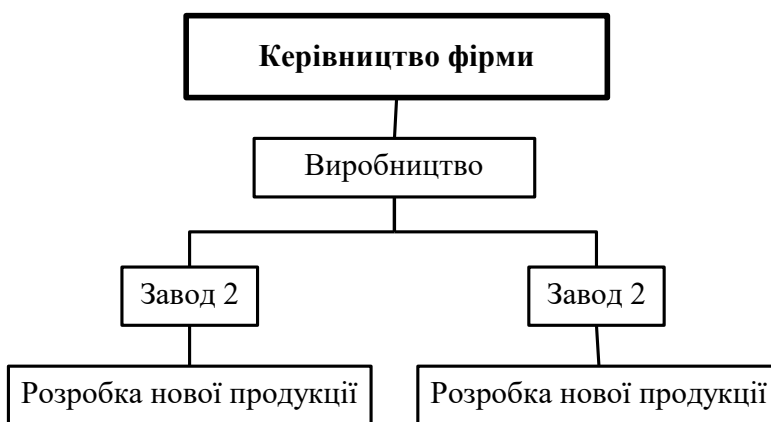 Керівництво фірми
Виробництво
Завод 2
Завод 2
Розробка нової продукції
Розробка нової продукції